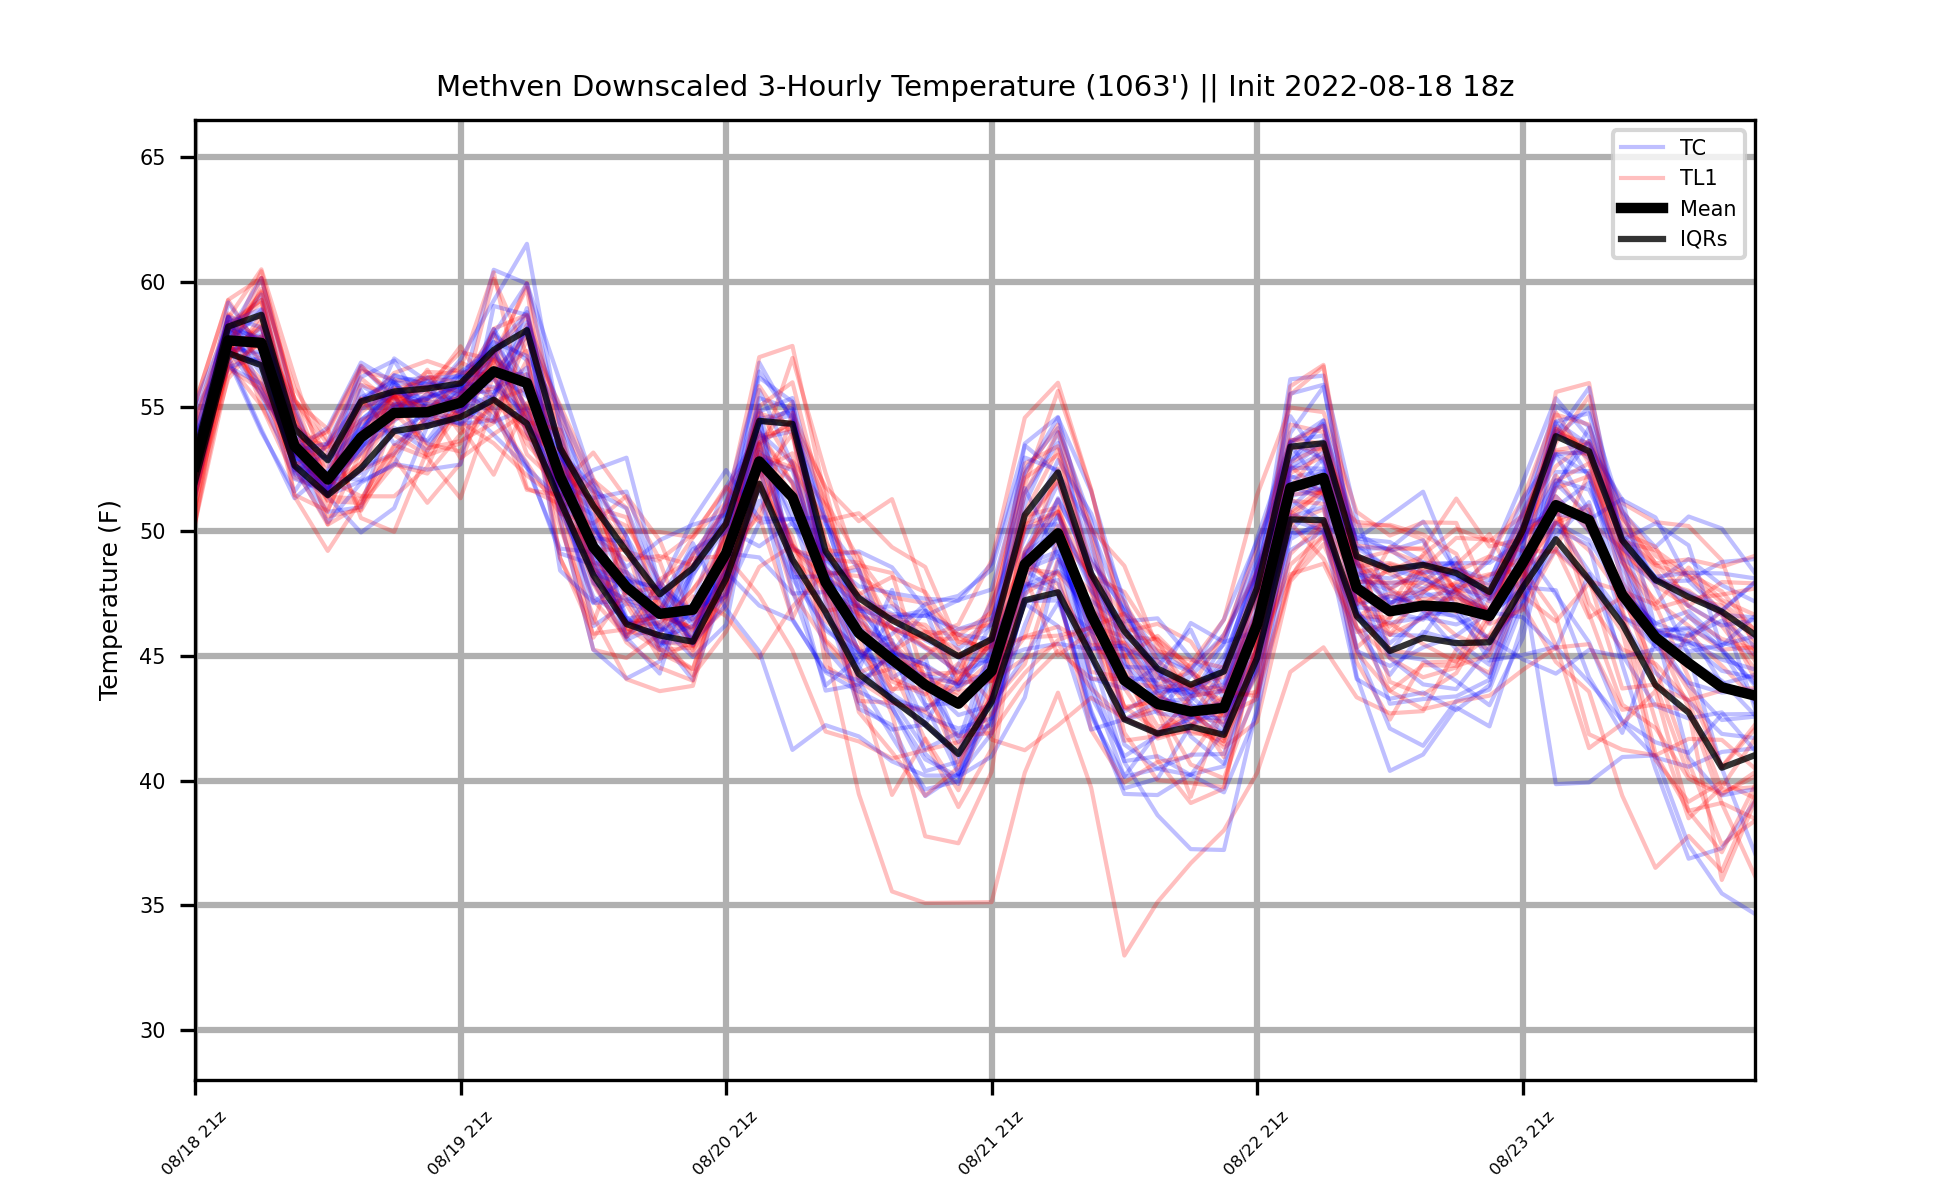 Methven Downscaled 3-Hourly Temperature (1063') || Init 2022-08-18 18z
TC
TL1
Mean
IQRs
Temperature (F)
65
60
55
50
45
40
35
30
08/18 21z
08/19 21z
08/20 21z
08/21 21z
08/22 21z
08/23 21z